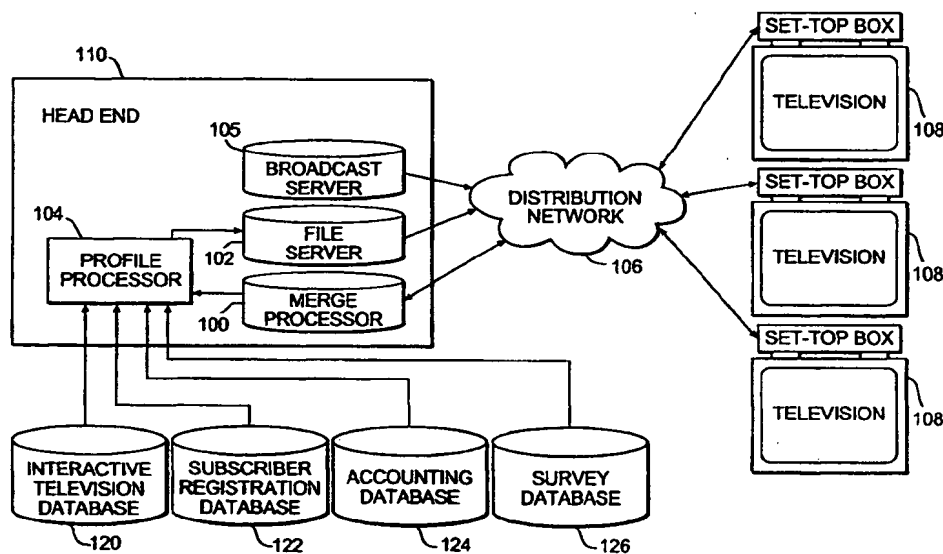 110
HEAD END
105
BROADCAST
SERVER
104
PROFILE
PROCESSOR
102
FILE
SERVER
100
MERGE
PROCESSOR
DISTRIBUTION
NETWORK
106
SET-TOP BOX
TELEVISION
108
SET-TOP BOX
TELEVISION
108
SET-TOP BOX
TELEVISION
108
INTERACTIVE
TELEVISION
DATABASE
120
SUBSCRIBER
REGISTRATION
DATABASE
122
ACCOUNTING
DATABASE
124
SURVEY
DATABASE
126